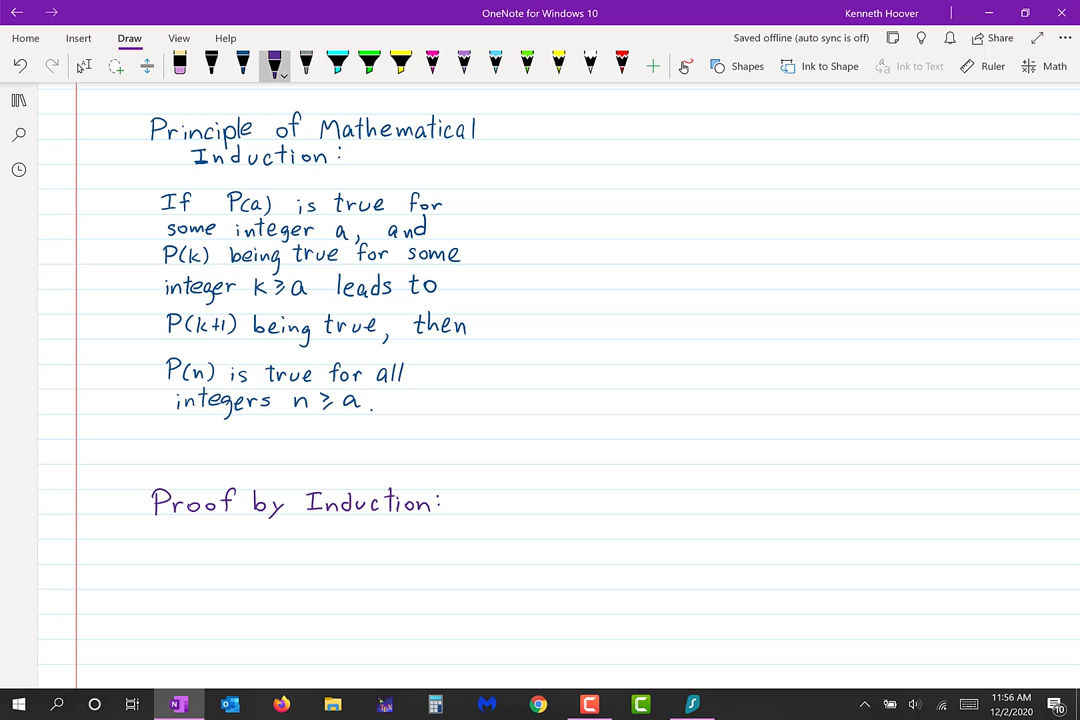 OneNote for Windows 10
Kenneth Hoover
Home Insert Draw View Help
Saved offline (auto sync is off)
Share
Shapes
Ink to Shape
Ink to Text
Ruler
Math
Principle of Mathematical
Induction:
If P(a) is true for
some integer a, and
P(k) being true for some
integer k ⩾ a leads to
P(k+1) being true, then
P(n) is true for all
integers n ⩾ a.
Proof by Induction:
11:56 AM
12/2/2020
10